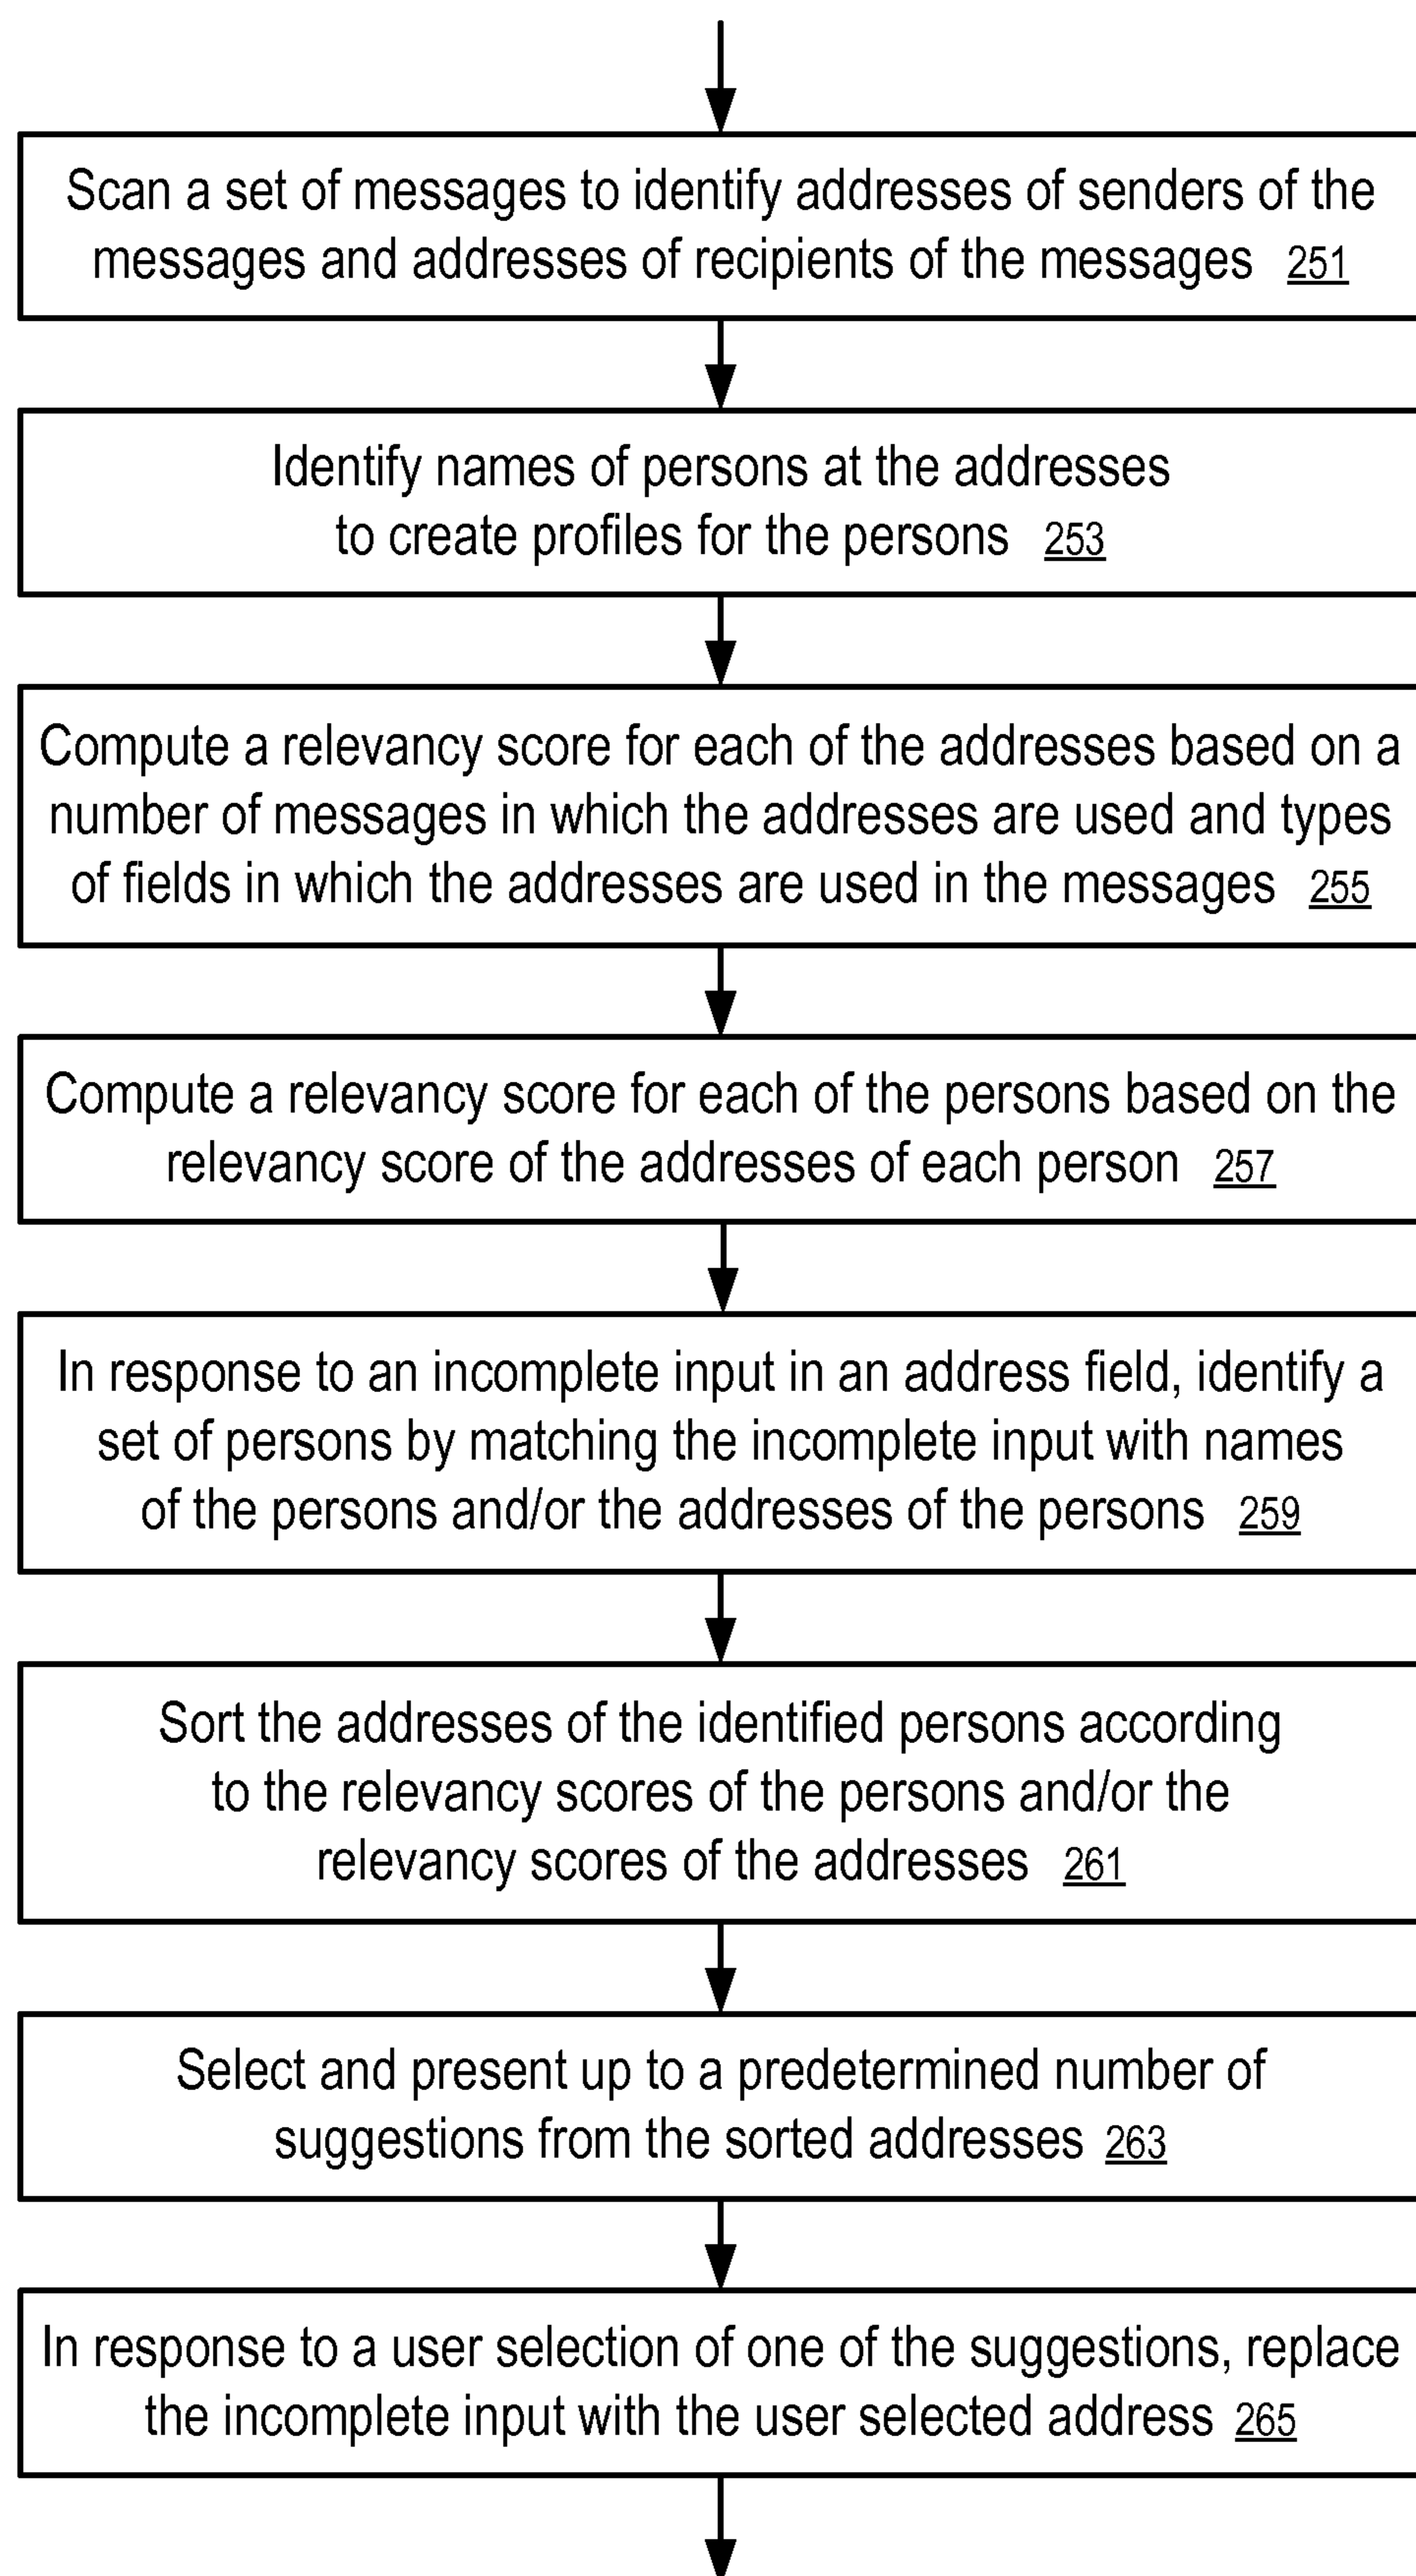 Scan a set of messages to identify addresses of senders of the
messages and addresses of recipients of the messages 251
Identify names of persons at the addresses
to create profiles for the persons 253
Compute a relevancy score for each of the addresses based on a
number of messages in which the addresses are used and types
of fields in which the addresses are used in the messages 255
Compute a relevancy score for each of the persons based on the
relevancy score of the addresses of each person 257
In response to an incomplete input in an address field, identify a
set of persons by matching the incomplete input with names
of the persons and/or the addresses of the persons 259
Sort the addresses of the identified persons according
to the relevancy scores of the persons and/or the
relevancy scores of the addresses 261
Select and present up to a predetermined number of
suggestions from the sorted addresses 263
In response to a user selection of one of the suggestions, replace
the incomplete input with the user selected address 265